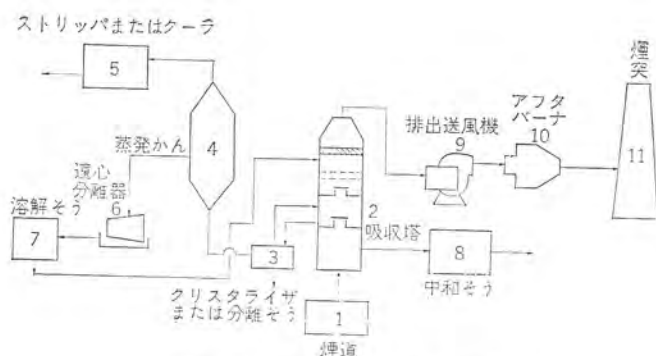 ストリッパまたはクーラ
5
蒸発かん
4
遠心
分離器
6
溶解そう
7
3
クリスタライザ
または分離そう
2
吸収塔
1
煙道
8
中和そう
排出送風機
9
アフタ
バーナ
10
煙突
11